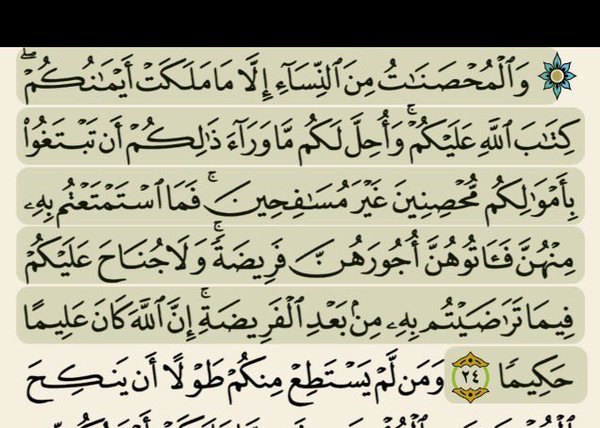 ۞ وَٱلْمُحْصَنَـٰتُ مِنَ ٱلنِّسَآءِ إِلَّا مَا مَلَكَتْ أَيْمَـٰنُكُمْ ۖ
كِتَـٰبَ ٱللَّهِ عَلَيْكُمْ ۚ وَأُحِلَّ لَكُم مَّا وَرَآءَ ذَٰلِكُمْ أَن تَبْتَغُوا۟
بِأَمْوَٰلِكُم مُّحْصِنِينَ غَيْرَ مُسَـٰفِحِينَ ۚ فَمَا ٱسْتَمْتَعْتُم بِهِۦ
مِنْهُنَّ فَـَٔاتُوهُنَّ أُجُورَهُنَّ فَرِيضَةً ۚ وَلَا جُنَاحَ عَلَيْكُمْ
فِيمَا تَرَٰضَيْتُم بِهِۦ مِنۢ بَعْدِ ٱلْفَرِيضَةِ ۚ إِنَّ ٱللَّهَ كَانَ عَلِيمًا
حَكِيمًا ٢٤ وَمَن لَّمْ يَسْتَطِعْ مِنكُمْ طَوْلًا أَن يَنكِحَ